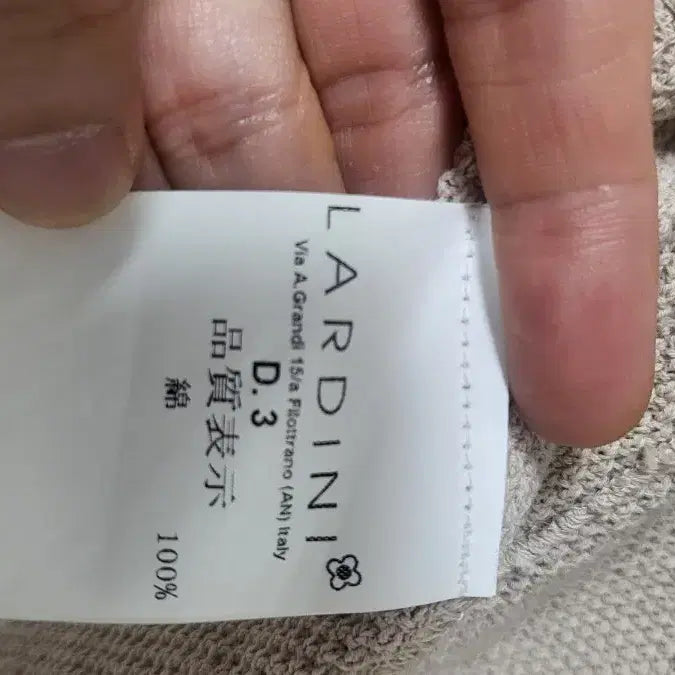 LARDINI
Via A.Grandi 15/a Filottrano (AN) Italy
D.3
品質表示
綿 100%